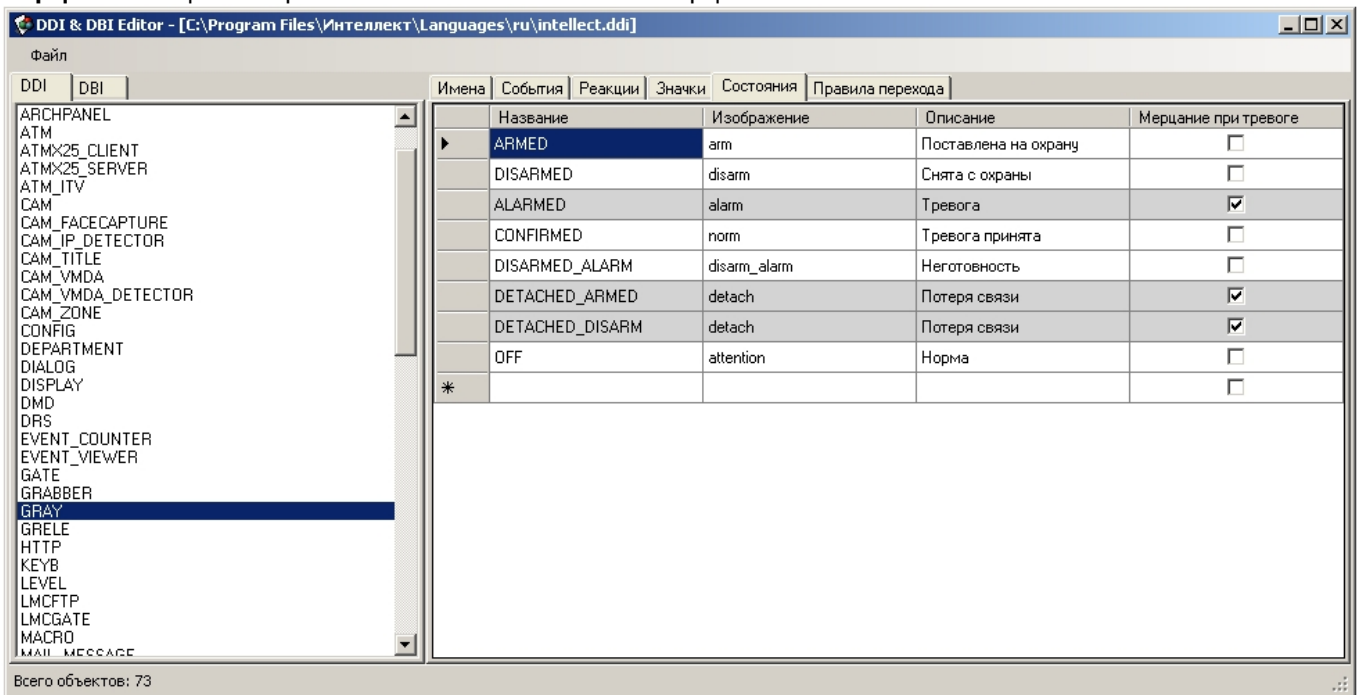 DDI & DBI Editor - [C:\Program Files\Интеллект\Languages\ru\intellect.ddi]
Файл
DDI DBI
Имена События Реакции Значки Состояния Правила перехода
ARCHPANEL
ATM
ATMX25_CLIENT
ATMX25_SERVER
ATM_ITV
CAM
CAM_FACECAPTURE
CAM_IP_DETECTOR
CAM_TITLE
CAM_VMDA
CAM_VMDA_DETECTOR
CAM_ZONE
CONFIG
DEPARTMENT
DIALOG
DISPLAY
DMD
DRS
EVENT_COUNTER
EVENT_VIEWER
GATE
GRABBER
GRAY
GRELE
HTTP
KEYB
LEVEL
LMCFTP
LMCGATE
MACRO
MAIL_MESSAGE
Название Изображение Описание Мерцание при тревоге
ARMED arm Поставлена на охрану
DISARMED disarm Снята с охраны
ALARMED alarm Тревога
CONFIRMED norm Тревога принята
DISARMED_ALARM disarm_alarm Неготовность
DETACHED_ARMED detach Потеря связи
DETACHED_DISARM detach Потеря связи
OFF attention Норма
Всего объектов: 73